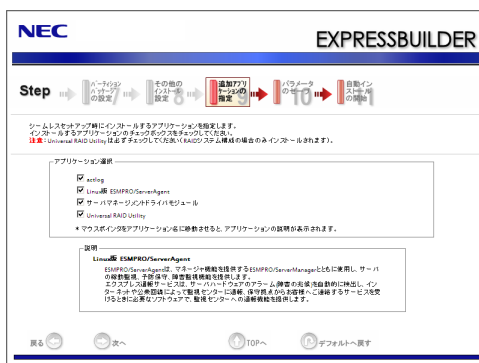 NEC
EXPRESSBUILDER
Step
パーティション
パッケージ
の設定
7
その他の
インストール
設定
8
追加アプリ
ケーションの
指定
9
パラメータ
のセーブ
10
自動イン
ストール
の開始
シームレスセットアップ時にインストールするアプリケーションを指定します。
インストールするアプリケーションのチェックボックスをチェックしてください。
注意：Universal RAID Utilityは必ずチェックしてください（RAIDシステム構成の場合のみインストールされます）。
アプリケーション選択
actlog
Linux版 ESMPRO/ServerAgent
サーバマネージメントドライバモジュール
Universal RAID Utility
*マウスポインタをアプリケーション名に移動させると、アプリケーションの説明が表示されます。
説明
Linux版 ESMPRO/ServerAgent
ESMPRO/ServerAgentは、マネージャ機能を提供するESMPRO/ServerManagerとともに使用し、サーバ
の稼動監視、予防保守、障害監視機能を提供します。
エクスプレス通報サービスは、サーバハードウェアのアラーム（障害の兆候）を自動的に検出し、イン
ターネットや公衆回線によって監視センターに通報、保守拠点からお客様へご連絡するサービスを受
けるときに必要なソフトウェアで、監視センターへの通報機能を提供します。
戻る
次へ
TOPへ
デフォルトへ戻す